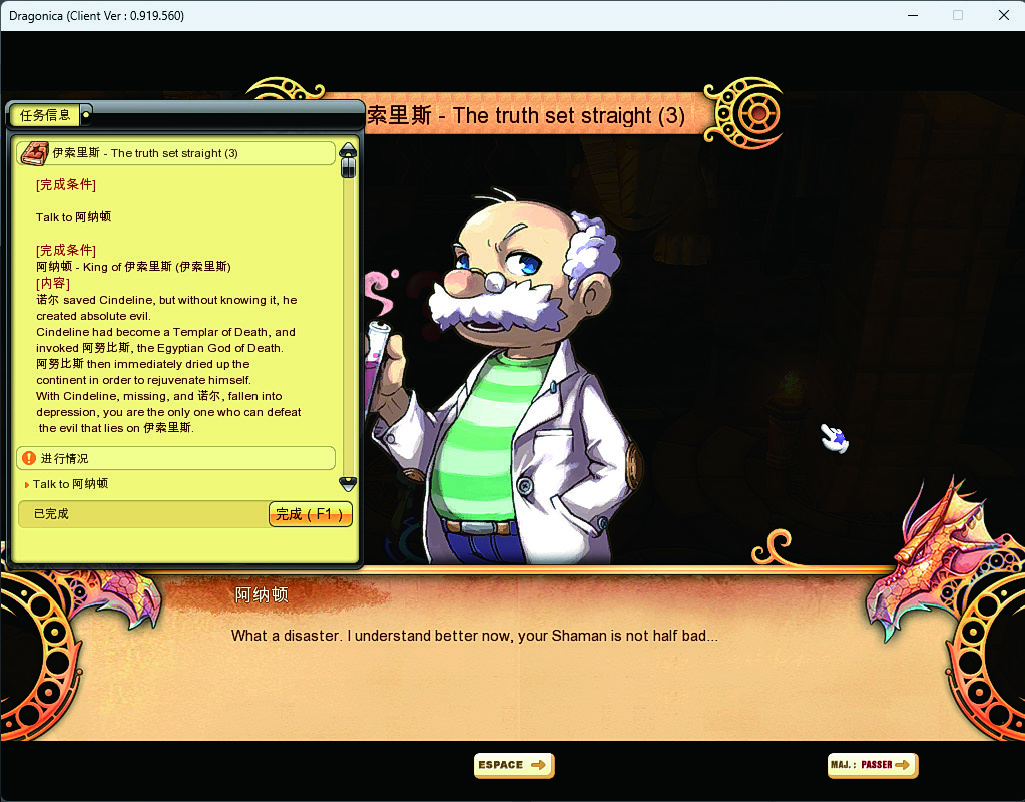 Dragonica (Client Ver : 0.919.560)
索里斯 - The truth set straight (3)
任务信息
伊索里斯 - The truth set straight (3)
[完成条件]
Talk to 阿纳顿
[完成条件]
阿纳顿 - King of 伊索里斯 (伊索里斯)
[内容]
诺尔 saved Cindeline, but without knowing it, he
created absolute evil.
Cindeline had become a Templar of Death, and
invoked 阿努比斯, the Egyptian God of Death.
阿努比斯 then immediately dried up the
continent in order to rejuvenate himself.
With Cindeline, missing, and 诺尔, fallen into
depression, you are the only one who can defeat
the evil that lies on 伊索里斯.
进行情况
Talk to 阿纳顿
已完成
完成 ( F1 )
阿纳顿
What a disaster. I understand better now, your Shaman is not half bad...
ESPACE
MAJ. : PASSER